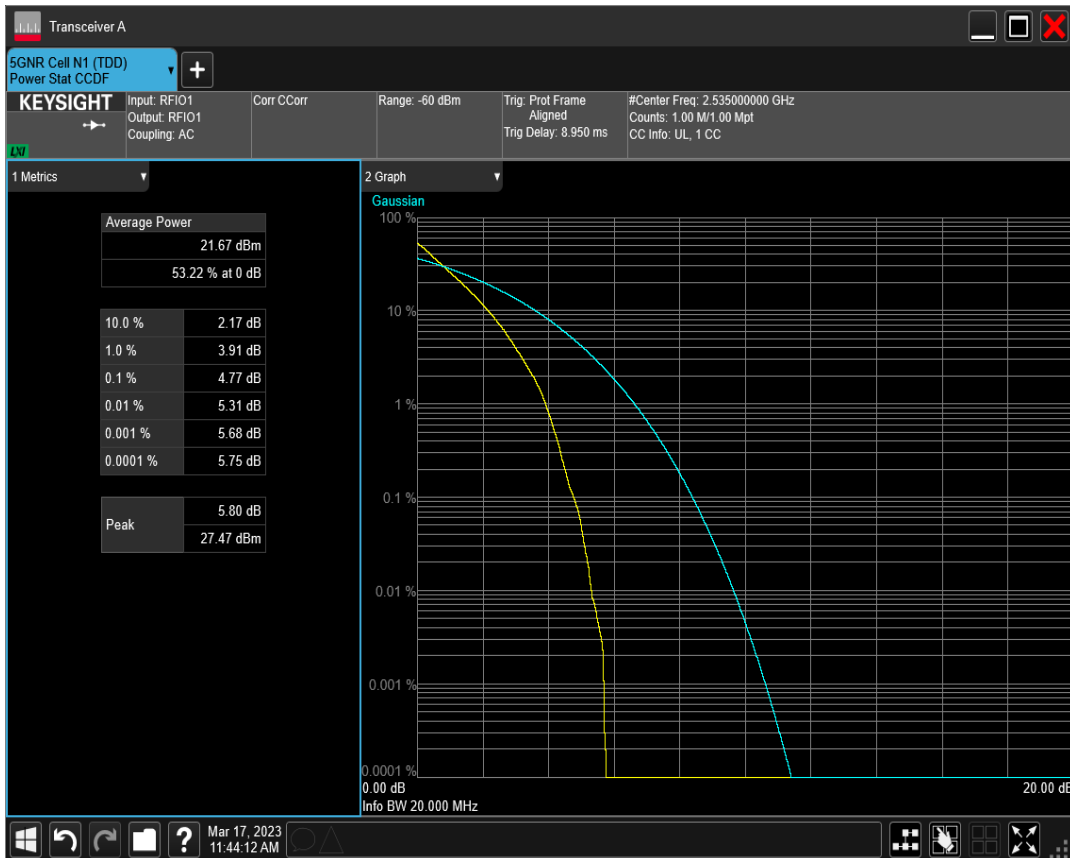 Transceiver A
5GNR Cell N1 (TDD)
Power Stat CCDF
KEYSIGHT
LXI
Input: RFIO1
Output: RFIO1
Coupling: AC
Corr CCorr
Range: -60 dBm
Trig: Prot Frame
Aligned
Trig Delay: 8.950 ms
#Center Freq: 2.535000000 GHz
Counts: 1.00 M/1.00 Mpt
CC Info: UL, 1 CC
1 Metrics
Average Power
21.67 dBm
53.22 % at 0 dB
10.0 % 2.17 dB
1.0 % 3.91 dB
0.1 % 4.77 dB
0.01 % 5.31 dB
0.001 % 5.68 dB
0.0001 % 5.75 dB
Peak 5.80 dB
27.47 dBm
2 Graph
Gaussian
100 %
10 %
1 %
0.1 %
0.01 %
0.001 %
0.0001 %
0.00 dB 20.00 dB
Info BW 20.000 MHz
?
Mar 17, 2023
11:44:12 AM